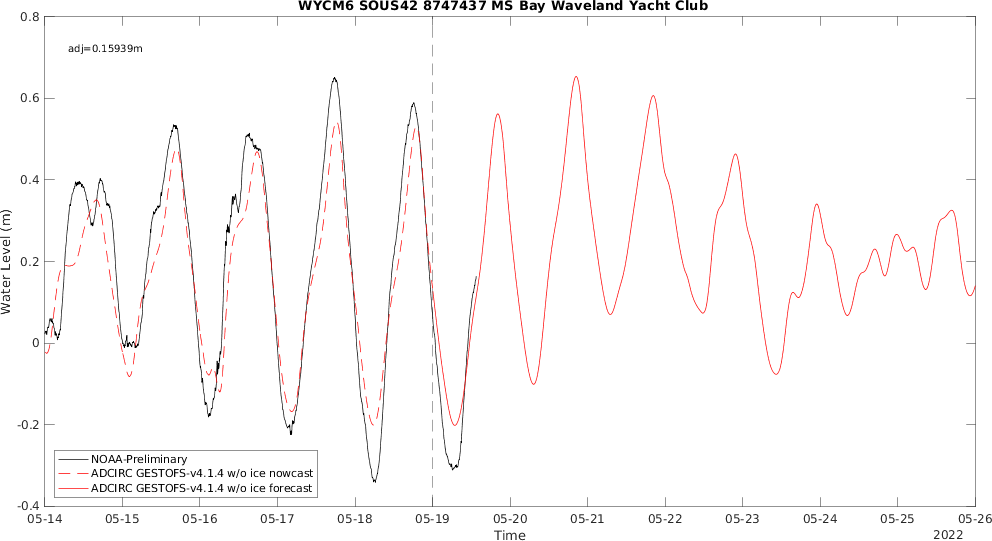 WYCM6 SOUS42 8747437 MS Bay Waveland Yacht Club
adj=0.15939m
Water Level (m)
0.8
0.6
0.4
0.2
0
-0.2
-0.4
NOAA-Preliminary
ADCIRC GESTOFS-v4.1.4 w/o ice nowcast
ADCIRC GESTOFS-v4.1.4 w/o ice forecast
05-14 05-15 05-16 05-17 05-18 05-19 05-20 05-21 05-22 05-23 05-24 05-25 05-26
Time
2022